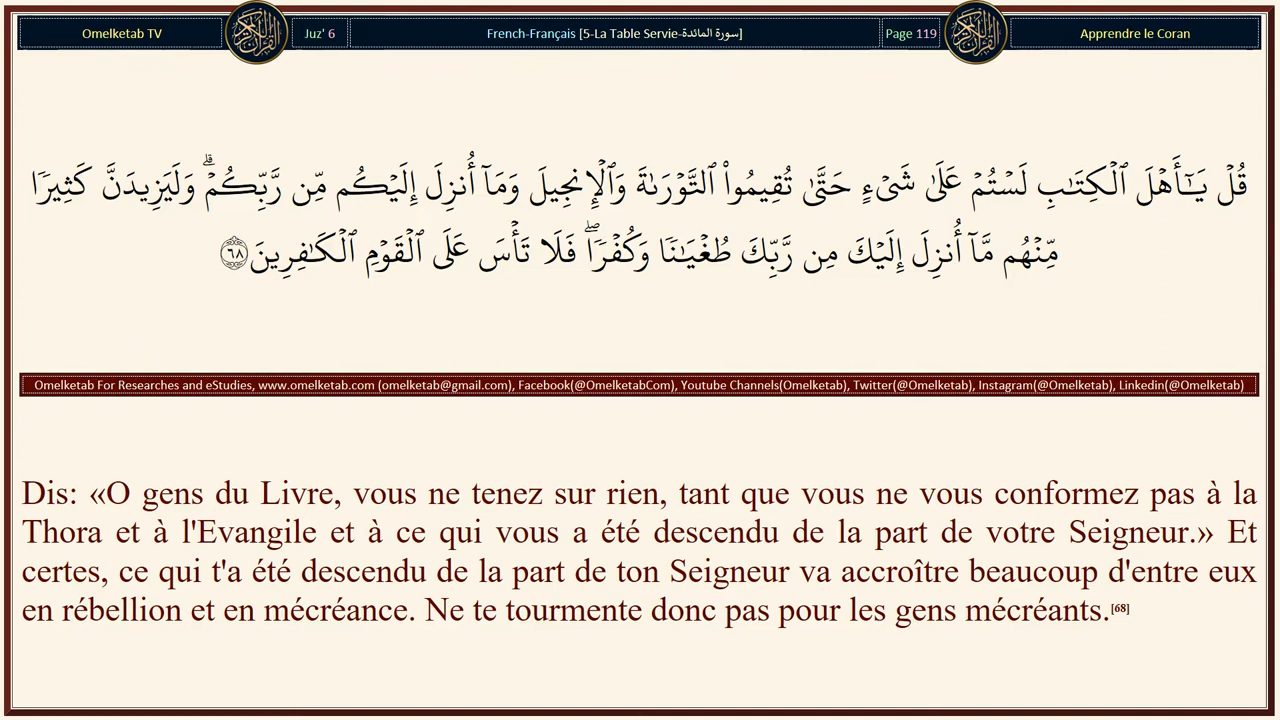 Omelketab TV
Juz' 6
French-Français [5-La Table Servie-سورة المائدة]
Page 119
Apprendre le Coran
قُلۡ يَـٰٓأَهۡلَ ٱلۡكِتَـٰبِ لَسۡتُمۡ عَلَىٰ شَىۡءٍ حَتَّىٰ تُقِيمُواْ ٱلتَّوۡرَىٰةَ وَٱلۡإِنجِيلَ وَمَآ أُنزِلَ إِلَيۡكُم مِّن رَّبِّكُمۡۗ وَلَيَزِيدَنَّ كَثِيرٗا
مِّنۡهُم مَّآ أُنزِلَ إِلَيۡكَ مِن رَّبِّكَ طُغۡيَـٰنٗا وَكُفۡرٗاۖ فَلَا تَأۡسَ عَلَى ٱلۡقَوۡمِ ٱلۡكَـٰفِرِينَ ٦٨
Omelketab For Researches and eStudies, www.omelketab.com (omelketab@gmail.com), Facebook(@OmelketabCom), Youtube Channels(Omelketab), Twitter(@Omelketab), Instagram(@Omelketab), Linkedin(@Omelketab)
Dis: «O gens du Livre, vous ne tenez sur rien, tant que vous ne vous conformez pas à la
Thora et à l'Evangile et à ce qui vous a été descendu de la part de votre Seigneur.» Et
certes, ce qui t'a été descendu de la part de ton Seigneur va accroître beaucoup d'entre eux
en rébellion et en mécréance. Ne te tourmente donc pas pour les gens mécréants.[68]